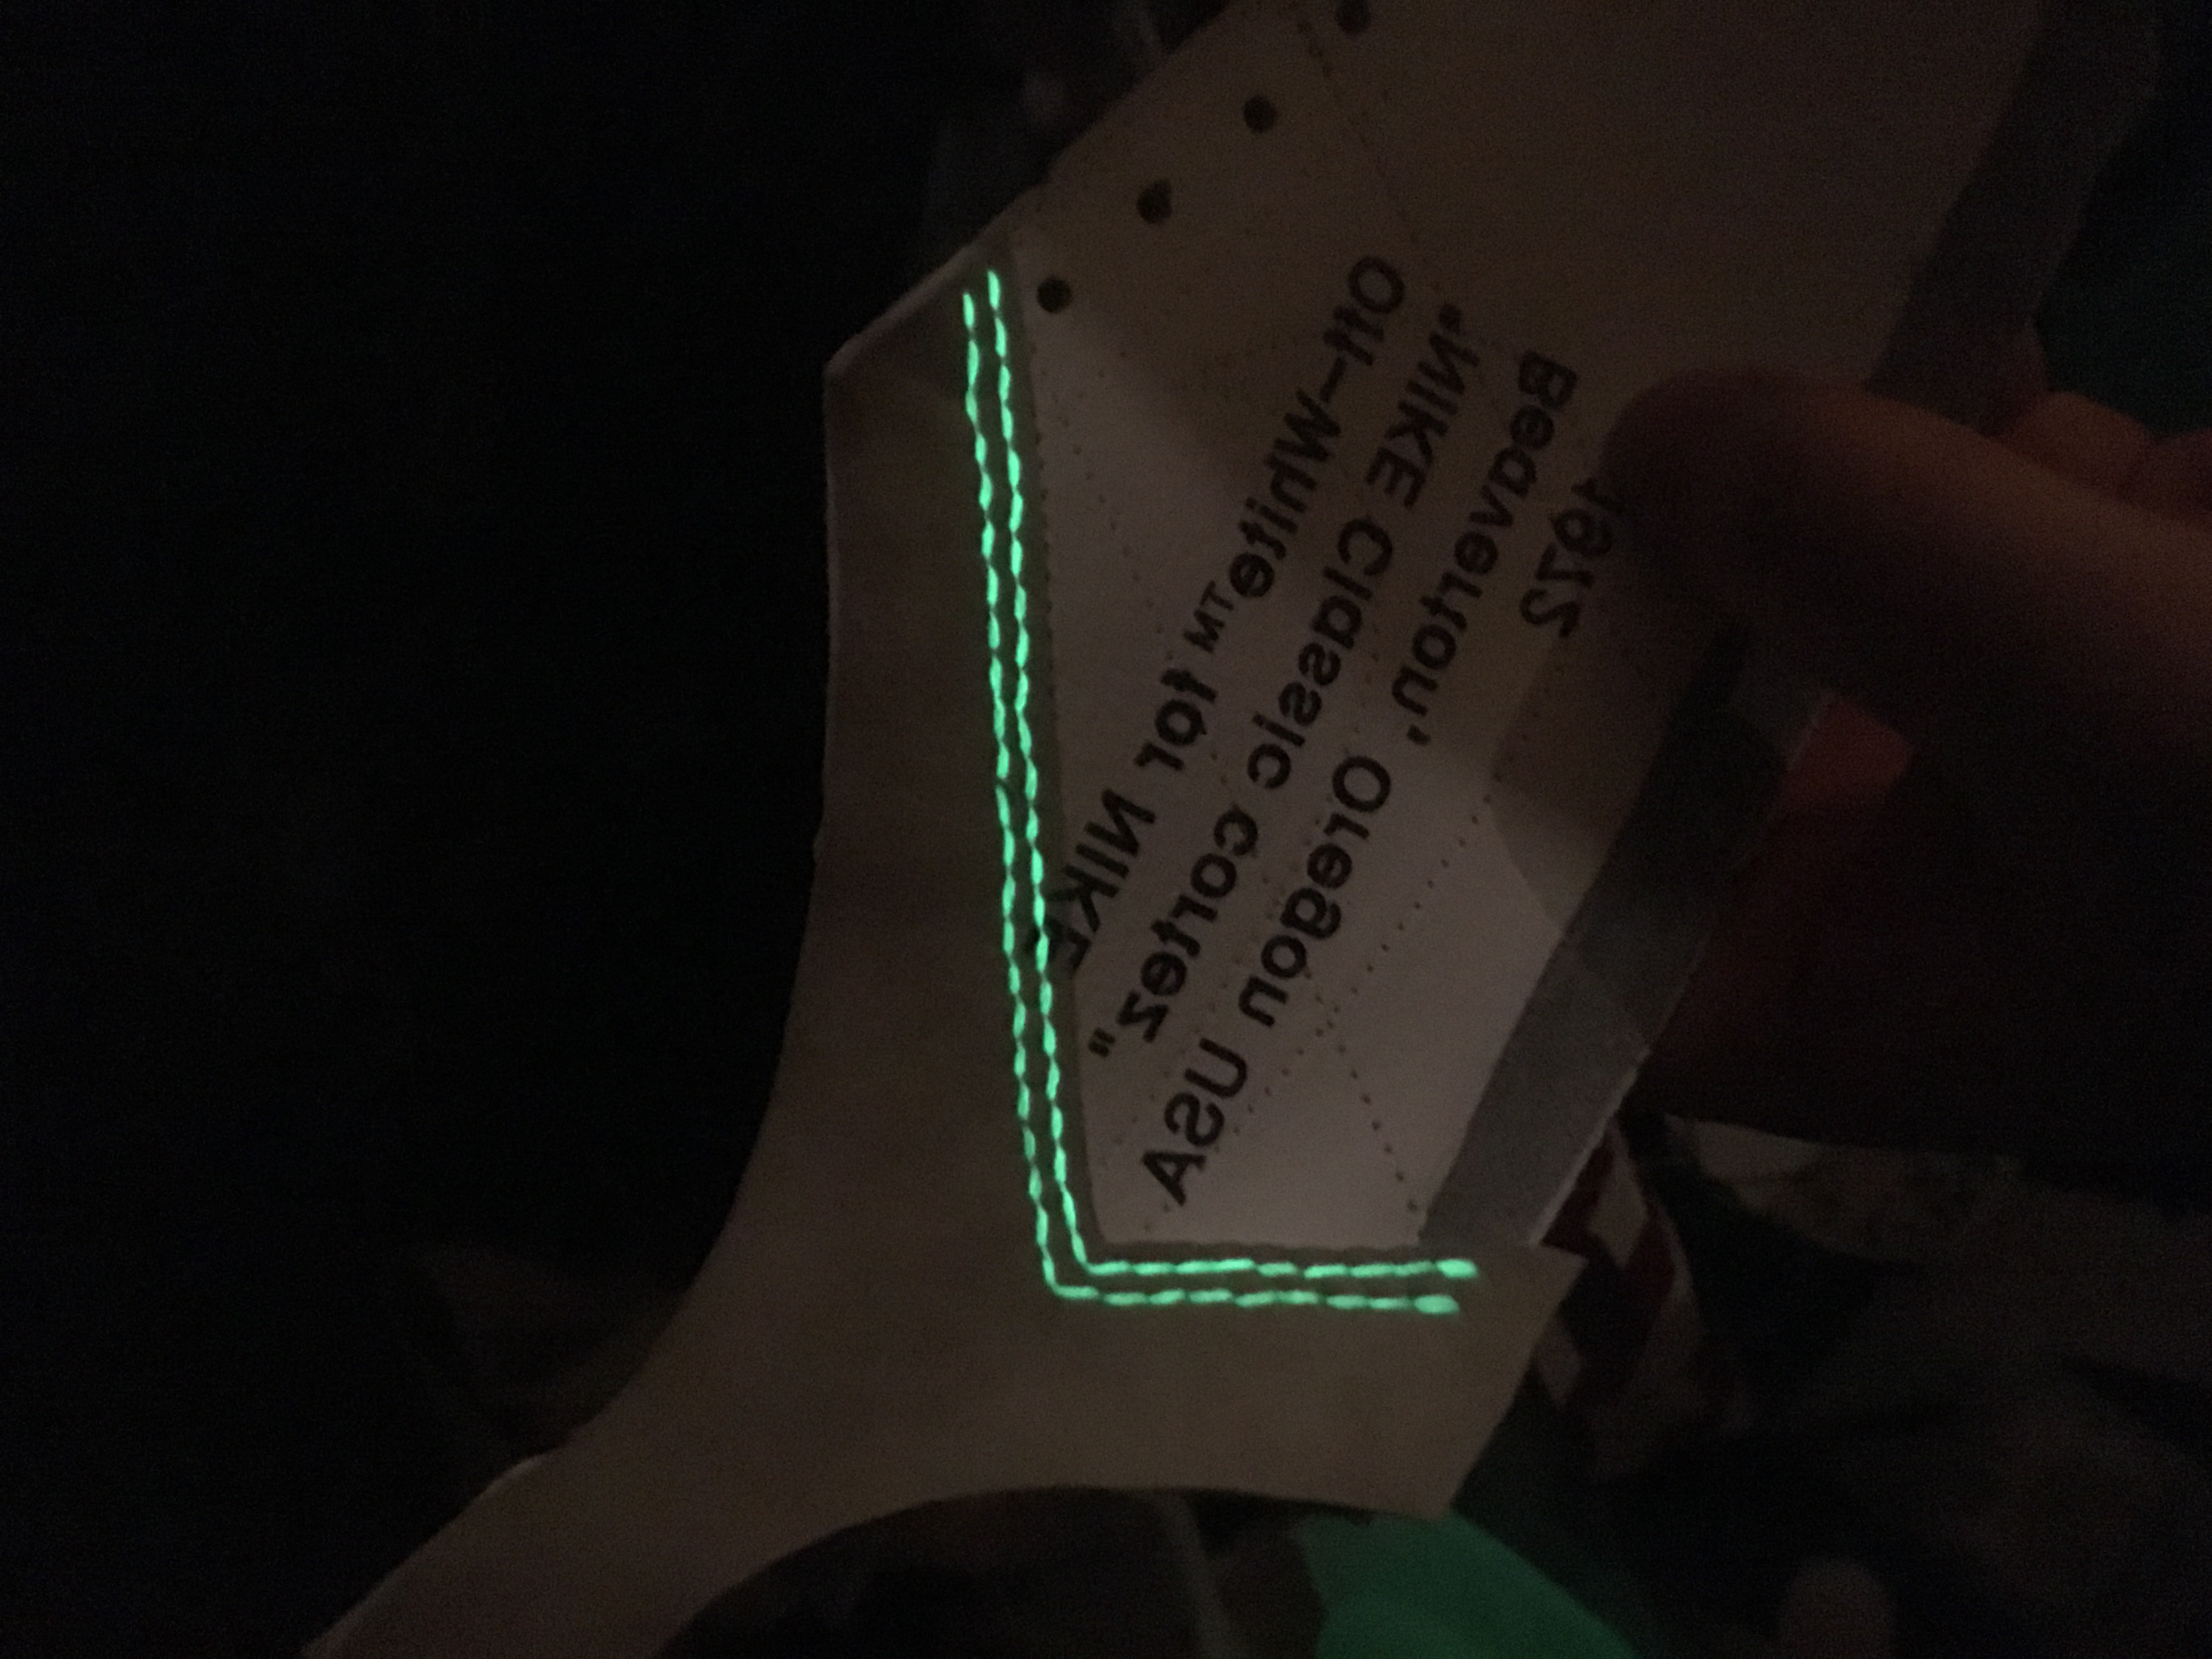 Off-White™ for NIKE
"NIKE Classic cortez"
Beaverton, Oregon USA
1972